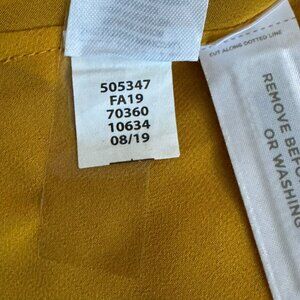 505347
FA19
70360
10634
08/19
CUT ALONG DOTTED LINE
REMOVE BEFO
OR WASHING